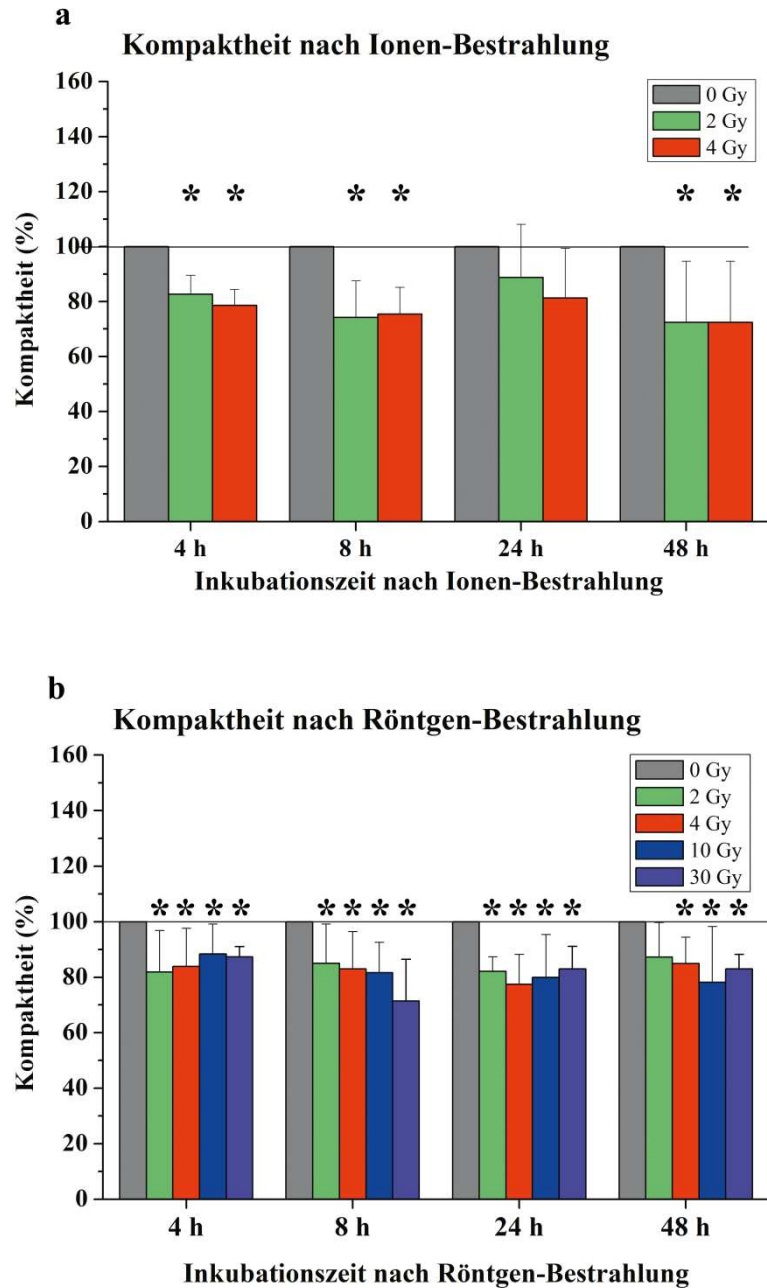 a
Kompaktheit nach Ionen-Bestrahlung
160
140
120
100
80
60
40
20
0
Kompaktheit (%)
0 Gy
2 Gy
4 Gy
* * * * * *
4 h 8 h 24 h 48 h
Inkubationszeit nach Ionen-Bestrahlung
b
Kompaktheit nach Röntgen-Bestrahlung
160
140
120
100
80
60
40
20
0
Kompaktheit (%)
0 Gy
2 Gy
4 Gy
10 Gy
30 Gy
* * * * * * * * * * * * * * *
4 h 8 h 24 h 48 h
Inkubationszeit nach Röntgen-Bestrahlung